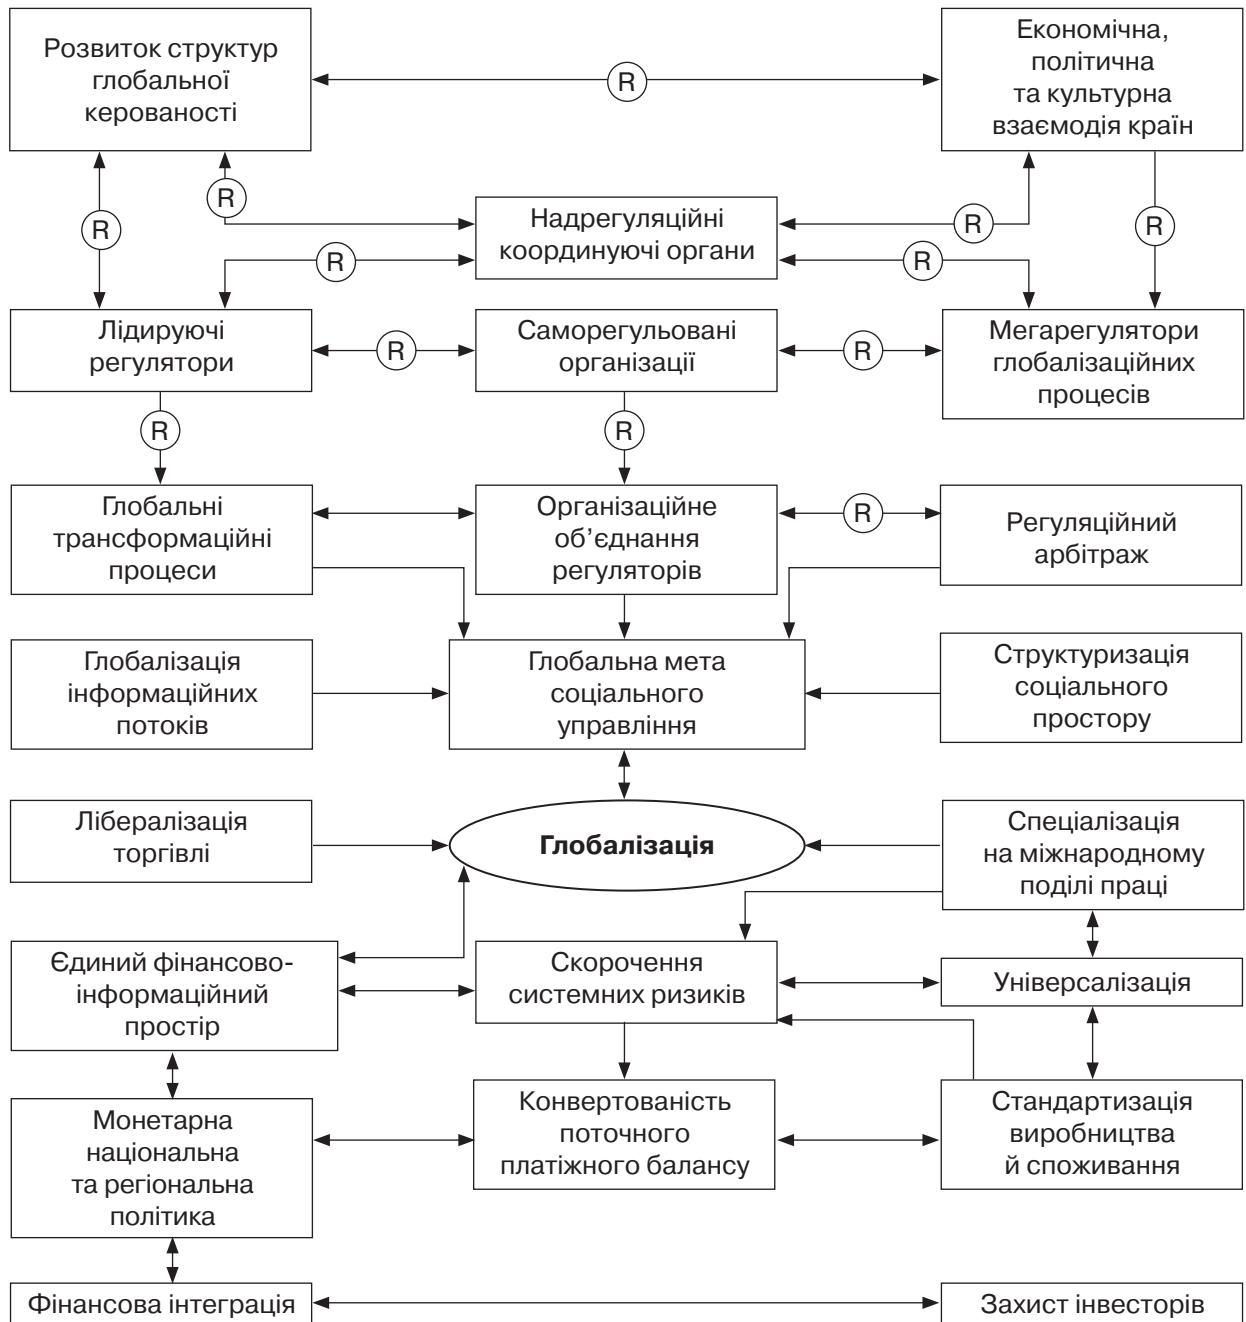 Розвиток структур
глобальної
керованості
R
Економічна,
політична
та культурна
взаємодія країн
R
R
Надрегуляційні
координуючі органи
R
R
R
R
Лідируючі
регулятори
R
Саморегульовані
організації
R
Мегарегулятори
глобалізаційних
процесів
R
R
Глобальні
трансформаційні
процеси
Організаційне
об’єднання
регуляторів
R
Регуляційний
арбітраж
Глобалізація
інформаційних
потоків
Глобальна мета
соціального
управління
Структуризація
соціального
простору
Лібералізація
торгівлі
Глобалізація
Спеціалізація
на міжнародному
поділі праці
Єдиний фінансово-
інформаційний
простір
Скорочення
системних ризиків
Універсалізація
Монетарна
національна
та регіональна
політика
Конвертованість
поточного
платіжного балансу
Стандартизація
виробництва
й споживання
Фінансова інтеграція
Захист інвесторів